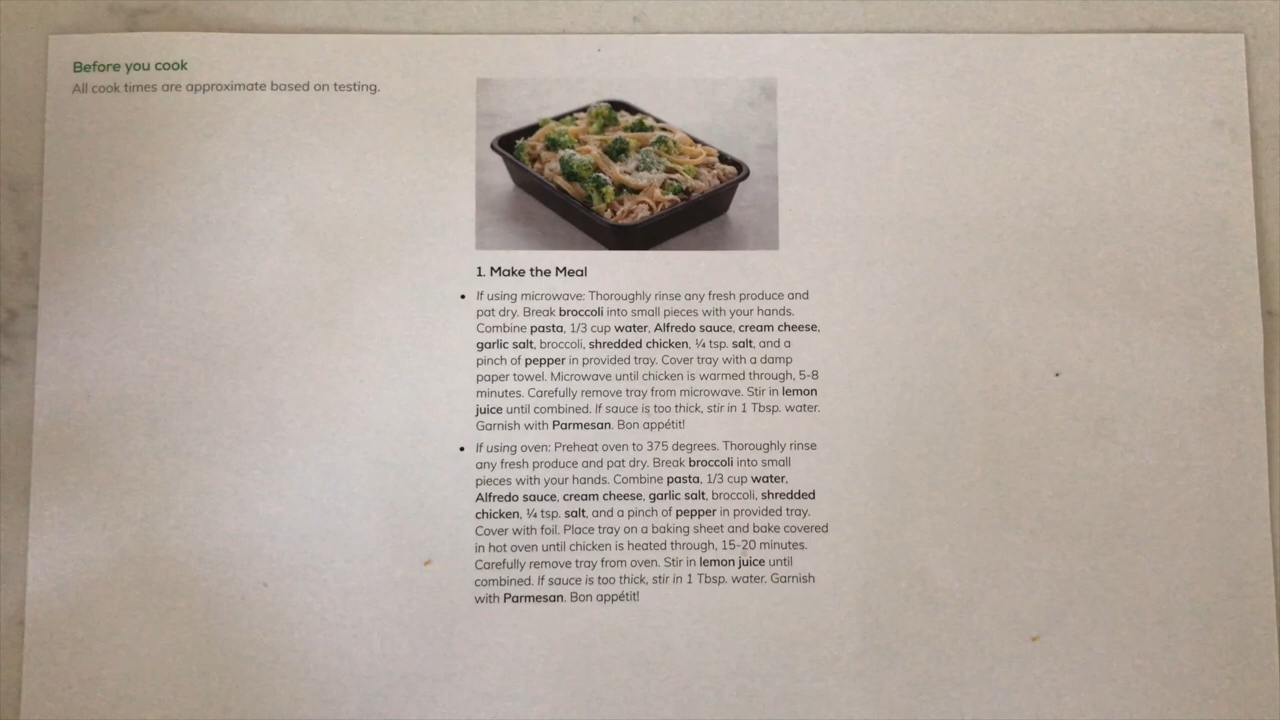 Before you cook
All cook times are approximate based on testing.
1. Make the Meal
• If using microwave: Thoroughly rinse any fresh produce and
pat dry. Break broccoli into small pieces with your hands.
Combine pasta, 1/3 cup water, Alfredo sauce, cream cheese,
garlic salt, broccoli, shredded chicken, ¼ tsp. salt, and a
pinch of pepper in provided tray. Cover tray with a damp
paper towel. Microwave until chicken is warmed through, 5-8
minutes. Carefully remove tray from microwave. Stir in lemon
juice until combined. If sauce is too thick, stir in 1 Tbsp. water.
Garnish with Parmesan. Bon appétit!
• If using oven: Preheat oven to 375 degrees. Thoroughly rinse
any fresh produce and pat dry. Break broccoli into small
pieces with your hands. Combine pasta, 1/3 cup water,
Alfredo sauce, cream cheese, garlic salt, broccoli, shredded
chicken, ¼ tsp. salt, and a pinch of pepper in provided tray.
Cover with foil. Place tray on a baking sheet and bake covered
in hot oven until chicken is heated through, 15-20 minutes.
Carefully remove tray from oven. Stir in lemon juice until
combined. If sauce is too thick, stir in 1 Tbsp. water. Garnish
with Parmesan. Bon appétit!